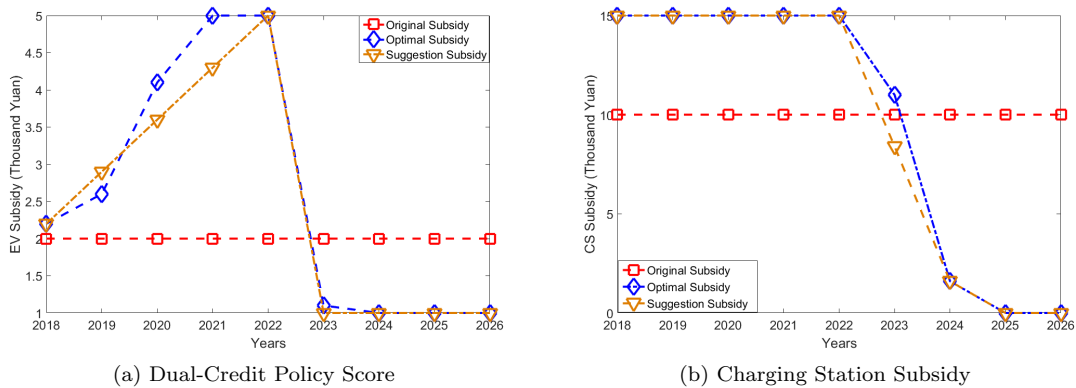 5
4.5
4
3.5
3
2.5
2
1.5
1
EV Subsidy (Thousand Yuan)
Original Subsidy
Optimal Subsidy
Suggestion Subsidy
2018 2019 2020 2021 2022 2023 2024 2025 2026
Years
(a) Dual-Credit Policy Score
15
10
5
0
CS Subsidy (Thousand Yuan)
Original Subsidy
Optimal Subsidy
Suggestion Subsidy
2018 2019 2020 2021 2022 2023 2024 2025 2026
Years
(b) Charging Station Subsidy